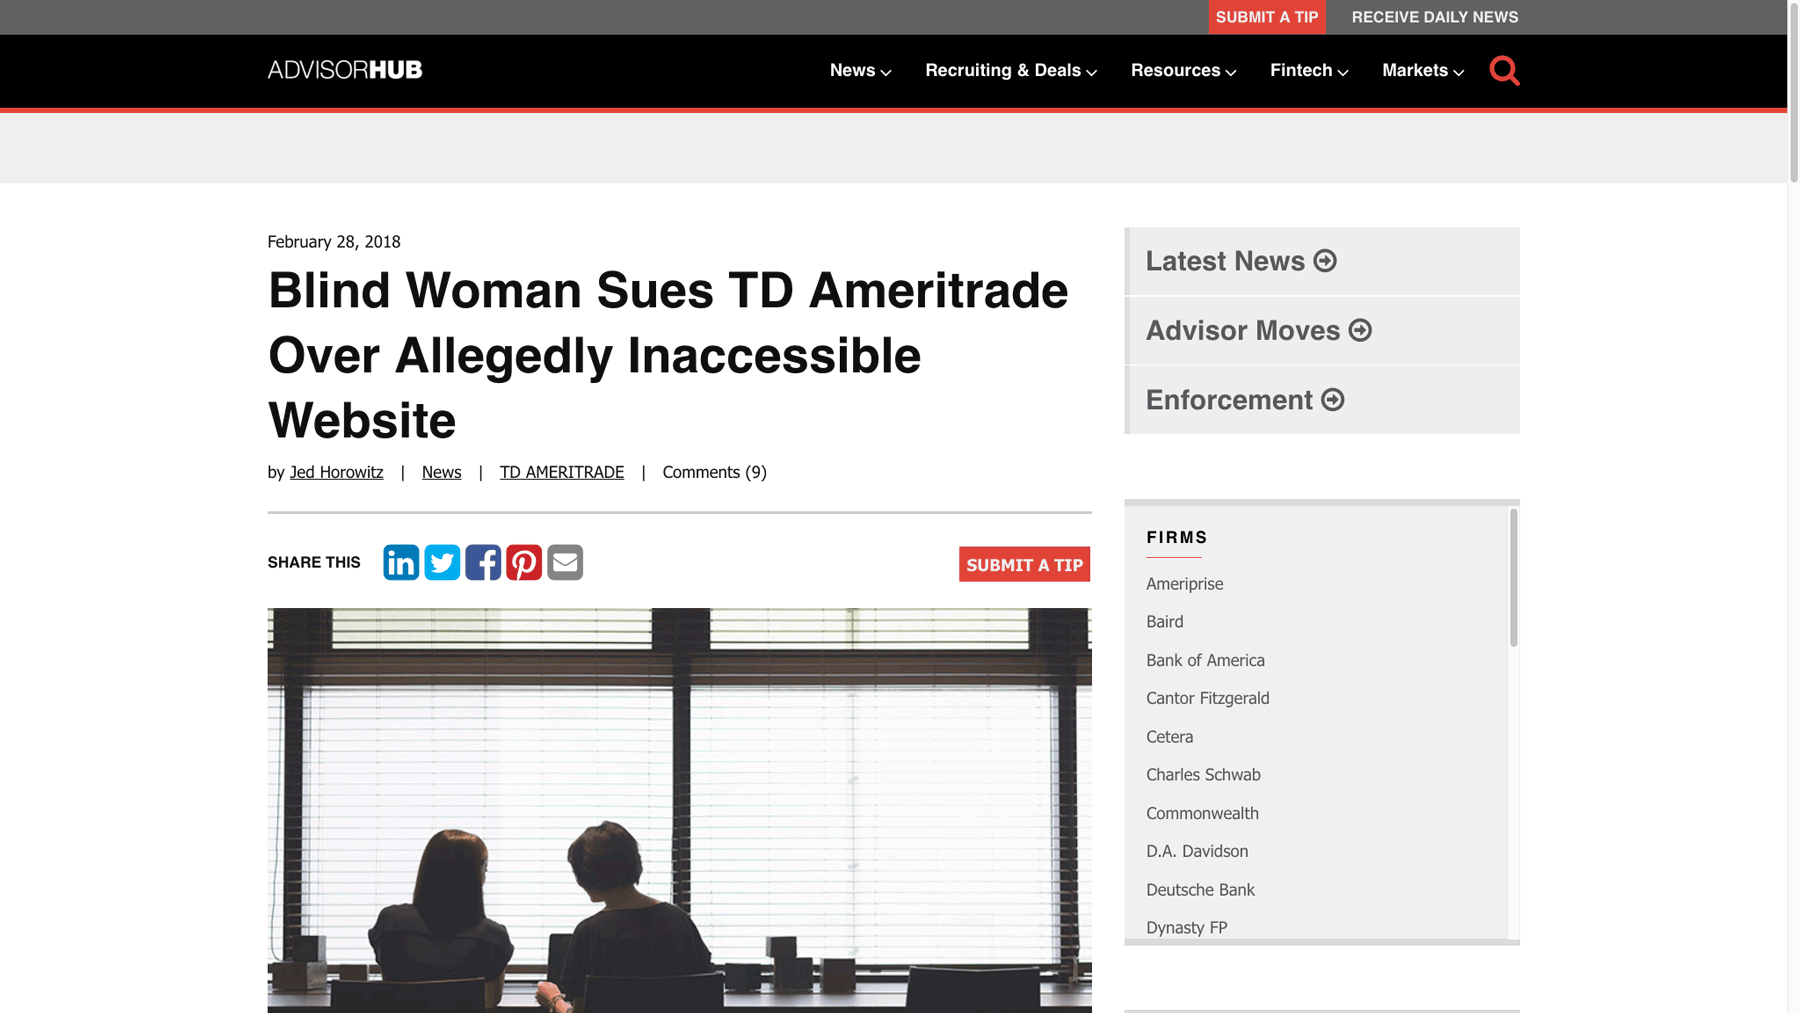 SUBMIT A TIP RECEIVE DAILY NEWS
ADVISORHUB News Recruiting & Deals Resources Fintech Markets
February 28, 2018
Blind Woman Sues TD Ameritrade
Over Allegedly Inaccessible
Website
by Jed Horowitz | News | TD AMERITRADE | Comments (9)
SHARE THIS
SUBMIT A TIP
Latest News
Advisor Moves
Enforcement
FIRMS
Ameriprise
Baird
Bank of America
Cantor Fitzgerald
Cetera
Charles Schwab
Commonwealth
D.A. Davidson
Deutsche Bank
Dynasty FP